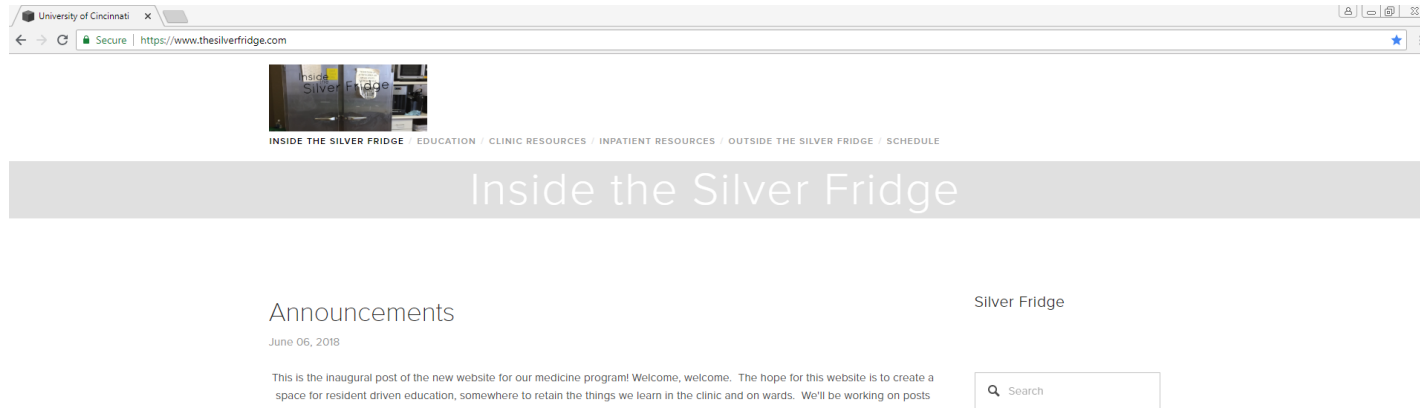 University of Cincinnati
Secure | https://www.thesilverfridge.com
Inside
Silver Fridge
INSIDE THE SILVER FRIDGE / EDUCATION / CLINIC RESOURCES / INPATIENT RESOURCES / OUTSIDE THE SILVER FRIDGE / SCHEDULE
Inside the Silver Fridge
Announcements
Silver Fridge
June 06, 2018
This is the inaugural post of the new website for our medicine program! Welcome, welcome. The hope for this website is to create a
space for resident driven education, somewhere to retain the things we learn in the clinic and on wards. We'll be working on posts
Search